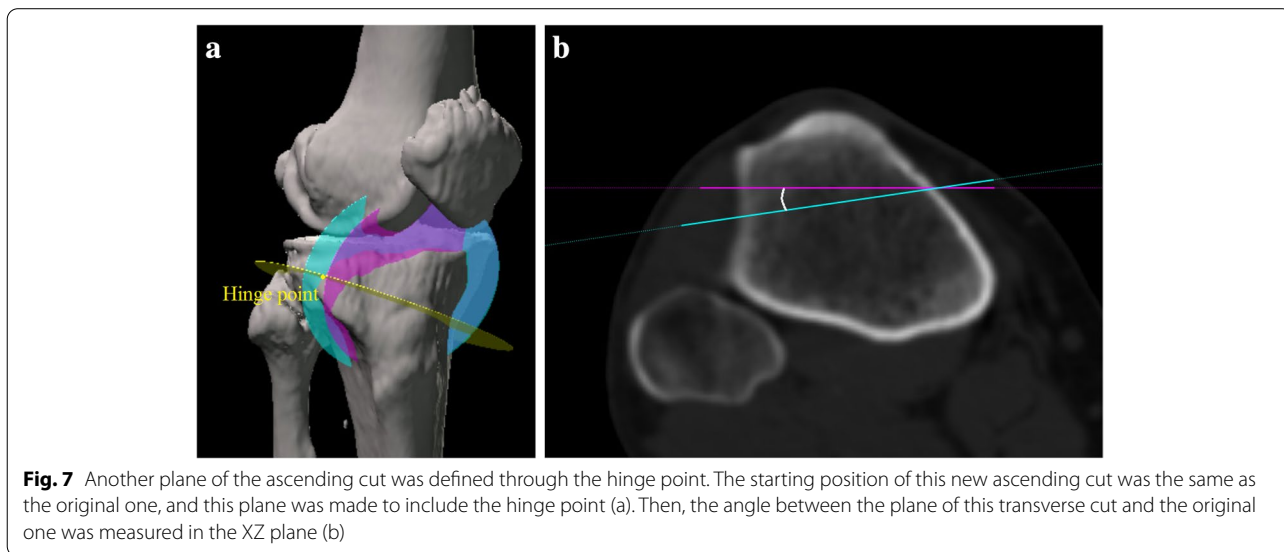 a
b
Hinge point
Fig. 7 Another plane of the ascending cut was defined through the hinge point. The starting position of this new ascending cut was the same as
the original one, and this plane was made to include the hinge point (a). Then, the angle between the plane of this transverse cut and the original
one was measured in the XZ plane (b)